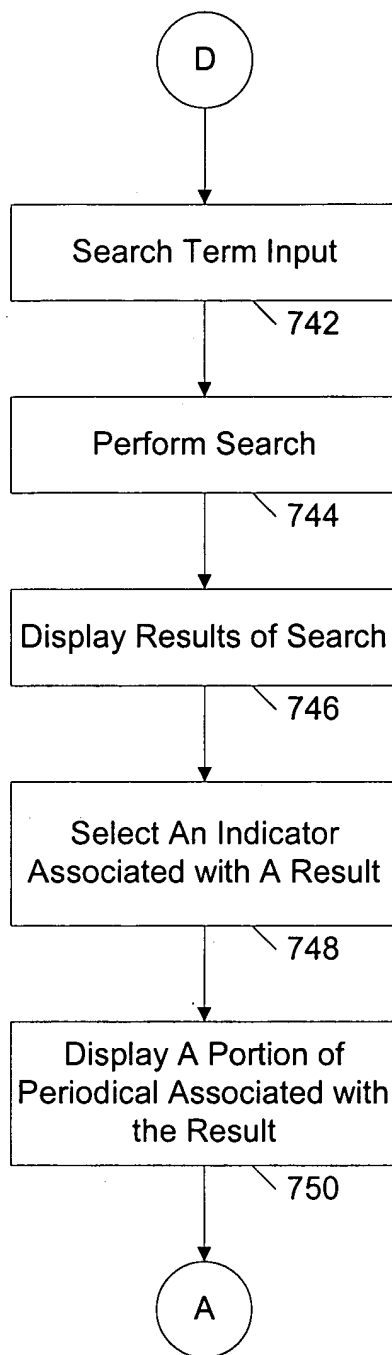 D
Search Term Input
742
Perform Search
744
Display Results of Search
746
Select An Indicator
Associated with A Result
748
Display A Portion of
Periodical Associated with
the Result
750
A